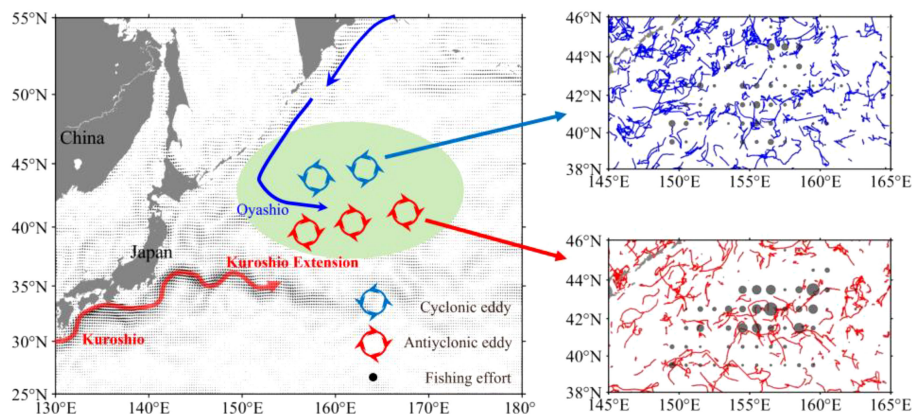 55°N
50°N
45°N
40°N
35°N
30°N
25°N
130°E
140°E
150°E
160°E
170°E
180°
China
Japan
Oyashio
Kuroshio Extension
Kuroshio
Cyclonic eddy
Antiyclonic eddy
Fishing effort
46°N
44°N
42°N
40°N
38°N
145°E
150°E
155°E
160°E
165°E
46°N
44°N
42°N
40°N
38°N
145°E
150°E
155°E
160°E
165°E